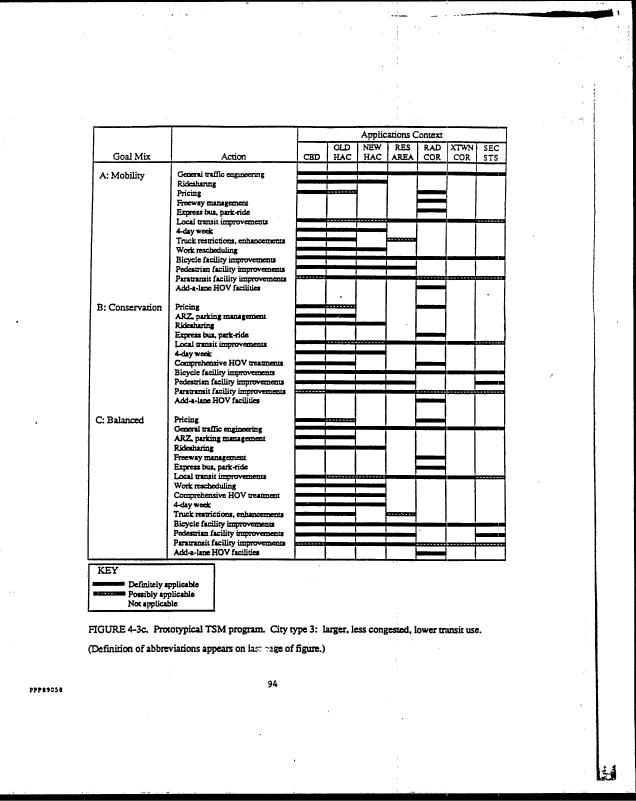 Applications Context
Goal Mix Action CBD OLD HAC NEW HAC RES AREA RAD COR XTWN COR SEC STS
A: Mobility General traffic engineering
Ridesharing
Pricing
Freeway management
Express bus, park-ride
Local transit improvements
4-day week
Truck restrictions, enhancements
Work rescheduling
Bicycle facility improvements
Pedestrian facility improvements
Paratransit facility improvements
Add-a-lane HOV facilities
B: Conservation Pricing
ARZ, parking management
Ridesharing
Express bus, park-ride
Local transit improvements
4-day week
Comprehensive HOV treatments
Bicycle facility improvements
Pedestrian facility improvements
Paratransit facility improvements
Add-a-lane HOV facilities
C: Balanced Pricing
General traffic engineering
ARZ, parking management
Ridesharing
Freeway management
Express bus, park-ride
Local transit improvements
Work rescheduling
Comprehensive HOV treatment
4-day week
Truck restrictions, enhancements
Bicycle facility improvements
Pedestrian facility improvements
Paratransit facility improvements
Add-a-lane HOV facilities
KEY
Definitely applicable
Possibly applicable
Not applicable
FIGURE 4-3c. Prototypical TSM program. City type 3: larger, less congested, lower transit use.
(Definition of abbreviations appears on of figure.)
94
PPP89058